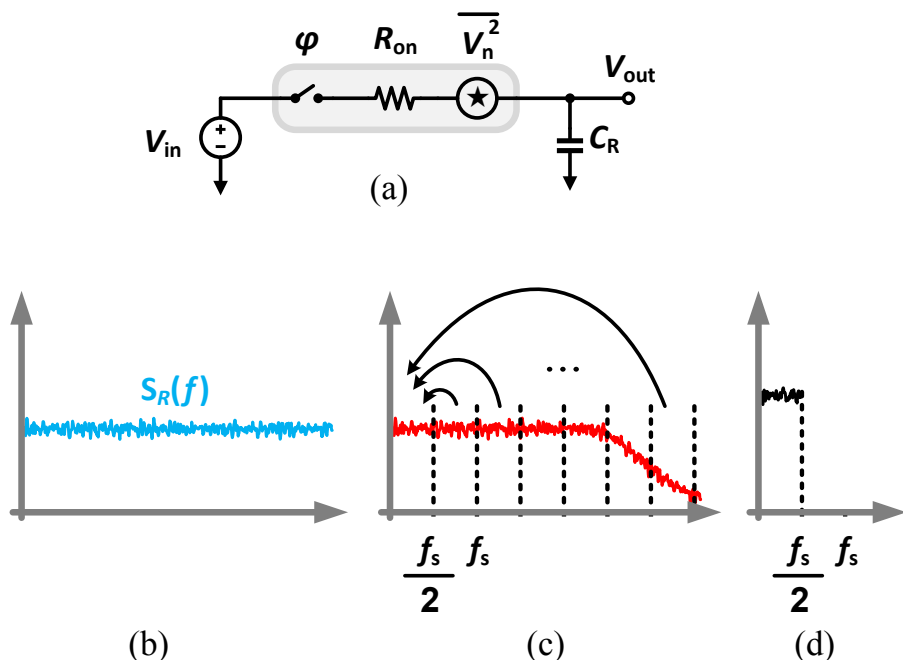 φ R_on V_n^2
V_out
+
−
V_in
C_R
(a)
S_R(f)
...
f_s/2 f_s
f_s/2 f_s
(b) (c) (d)